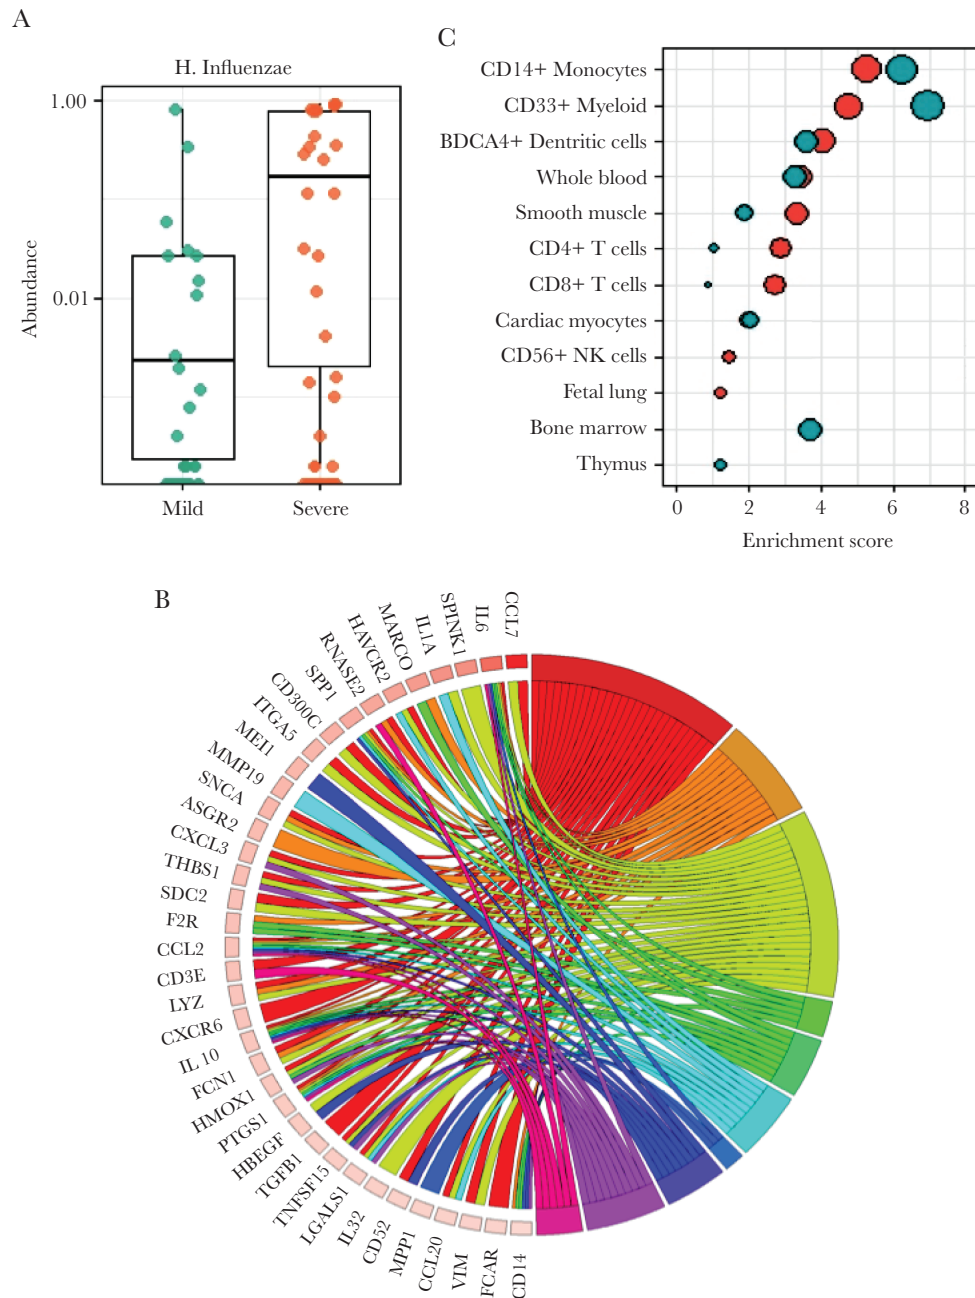 A
H. Influenzae
1.00
0.01
Abundance
Mild
Severe
C
CD14+ Monocytes
CD33+ Myeloid
BDCA4+ Dentritic cells
Whole blood
Smooth muscle
CD4+ T cells
CD8+ T cells
Cardiac myocytes
CD56+ NK cells
Fetal lung
Bone marrow
Thymus
0 2 4 6 8
Enrichment score
B
CCL7
IL6
SPINK1
IL1A
MARCO
HAVCR2
RNASE2
SPP1
CD300C
ITGA5
MEI1
MMP19
SNCA
ASGR2
CXCL3
THBS1
SDC2
F2R
CCL2
CD3E
LYZ
CXCR6
IL 10
FCN1
HMOX1
PTGS1
HBEGF
TGFB1
TNFSF15
LGALS1
IL32
CD52
MPP1
CCL20
VIM
FCAR
CD14